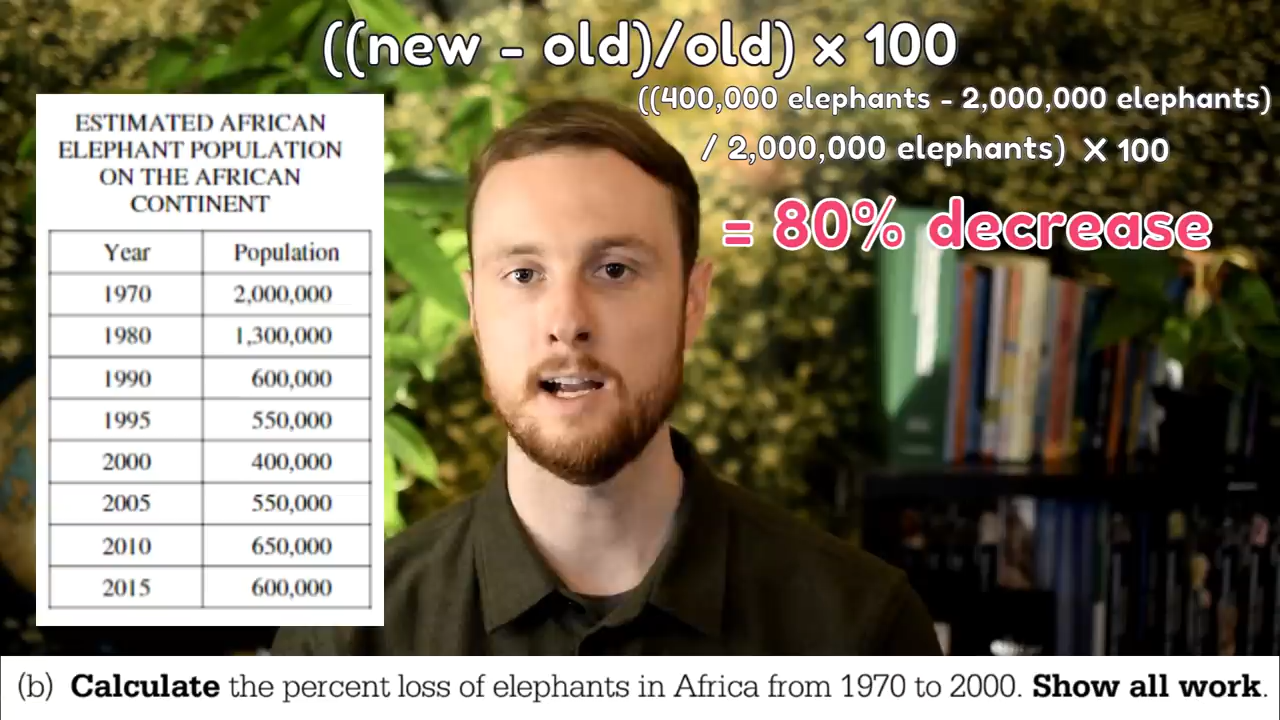 ((new - old)/old) x 100
((400,000 elephants - 2,000,000 elephants)
/ 2,000,000 elephants) x 100
= 80% decrease
ESTIMATED AFRICAN
ELEPHANT POPULATION
ON THE AFRICAN
CONTINENT
Year Population
1970 2,000,000
1980 1,300,000
1990 600,000
1995 550,000
2000 400,000
2005 550,000
2010 650,000
2015 600,000
(b) Calculate the percent loss of elephants in Africa from 1970 to 2000. Show all work.